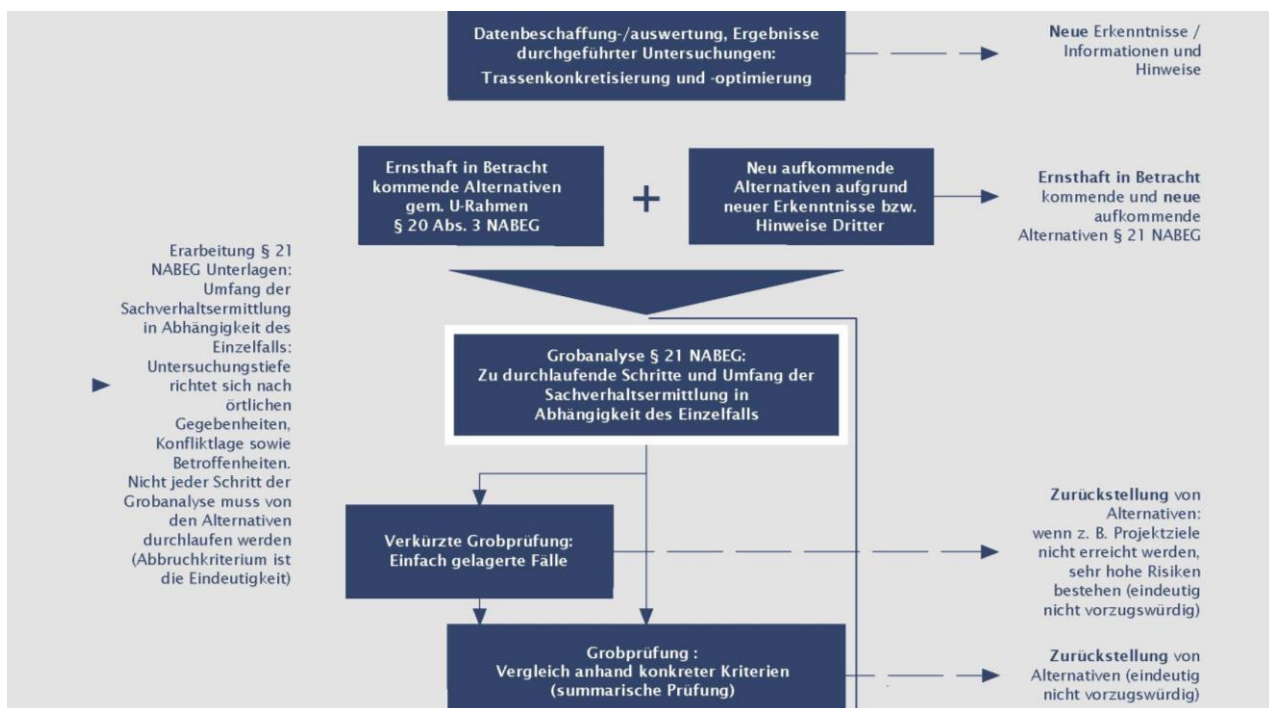 Datenbeschaffung-/auswertung, Ergebnisse
durchgeführter Untersuchungen:
Trassenkonkretisierung und -optimierung
Neue Erkenntnisse /
Informationen und
Hinweise
Ernsthaft in Betracht
kommende Alternativen
gem. U-Rahmen
§ 20 Abs. 3 NABEG
+
Neu aufkommende
Alternativen aufgrund
neuer Erkenntnisse bzw.
Hinweise Dritter
Ernsthaft in Betracht
kommende und neue
aufkommende
Alternativen § 21 NABEG
Erarbeitung § 21
NABEG Unterlagen:
Umfang der
Sachverhaltsermittlung
in Abhängigkeit des
Einzelfalls:
Untersuchungstiefe
richtet sich nach
örtlichen
Gegebenheiten,
Konfliktlage sowie
Betroffenheiten.
Nicht jeder Schritt der
Grobanalyse muss von
den Alternativen
durchlaufen werden
(Abbruchkriterium ist
die Eindeutigkeit)
Grobanalyse § 21 NABEG:
Zu durchlaufende Schritte und Umfang der
Sachverhaltsermittlung in
Abhängigkeit des Einzelfalls
Verkürzte Grobprüfung:
Einfach gelagerte Fälle
Zurückstellung von
Alternativen:
wenn z. B. Projektziele
nicht erreicht werden,
sehr hohe Risiken
bestehen (eindeutig
nicht vorzugswürdig)
Grobprüfung :
Vergleich anhand konkreter Kriterien
(summarische Prüfung)
Zurückstellung von
Alternativen (eindeutig
nicht vorzugswürdig)